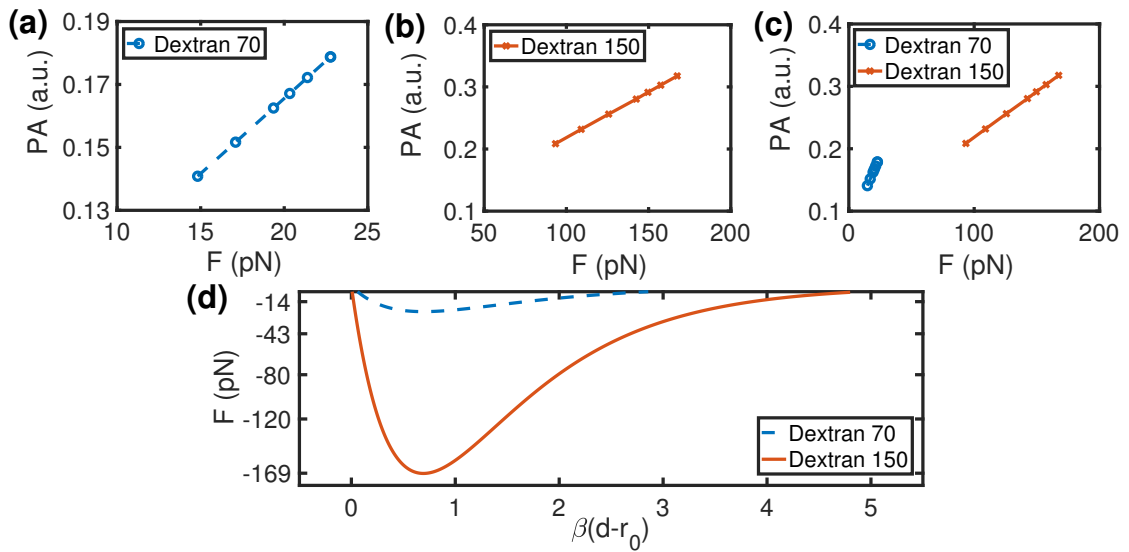 (a)
PA (a.u.)
0.19
0.17
0.15
0.13
10 15 20 25
F (pN)
Dextran 70
(b)
PA (a.u.)
0.4
0.3
0.2
0.1
50 100 150 200
F (pN)
Dextran 150
(c)
PA (a.u.)
0.4
0.3
0.2
0.1
0 100 200
F (pN)
Dextran 70
Dextran 150
(d)
F (pN)
-14
-43
-80
-120
-169
0 1 2 3 4 5
β(d-r₀)
Dextran 70
Dextran 150